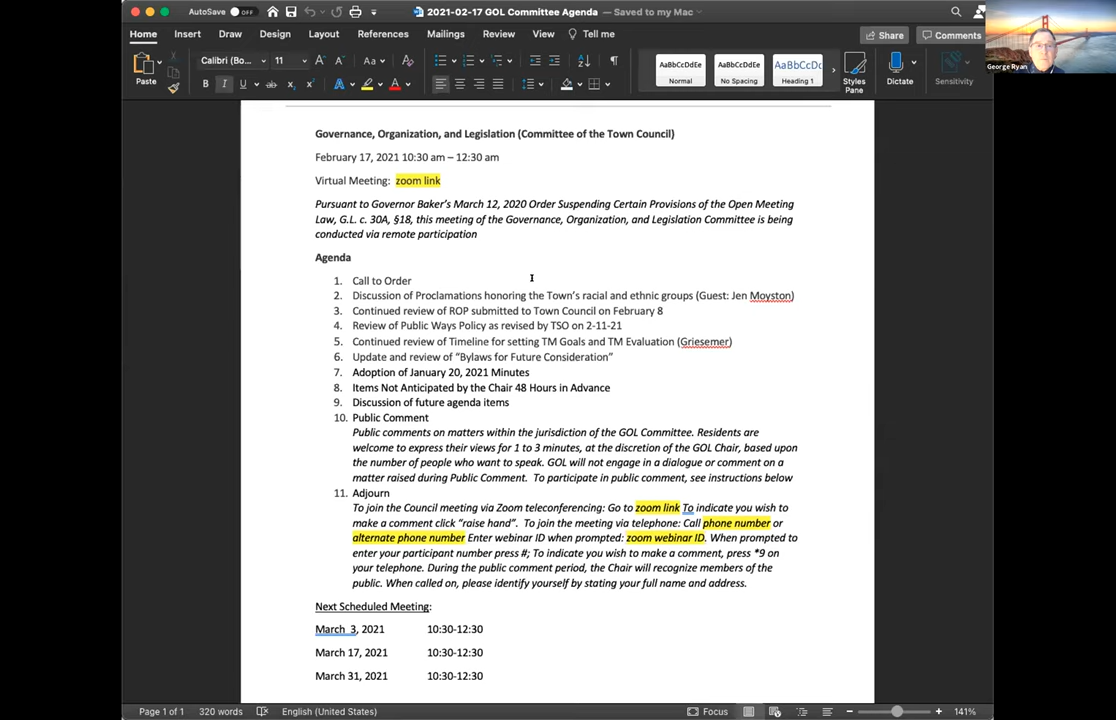 AutoSave OFF
2021-02-17 GOL Committee Agenda — Saved to my Mac
Home Insert Draw Design Layout References Mailings Review View Tell me
Share Comments
Paste
Calibri (Bo... 11
AaBbCcDdEe AaBbCcDdEe AaBbCcDc
Normal No Spacing Heading 1
Styles Pane
Dictate
Sensitivity
George Ryan
Governance, Organization, and Legislation (Committee of the Town Council)
February 17, 2021 10:30 am – 12:30 am
Virtual Meeting: zoom link
Pursuant to Governor Baker's March 12, 2020 Order Suspending Certain Provisions of the Open Meeting
Law, G.L. c. 30A, §18, this meeting of the Governance, Organization, and Legislation Committee is being
conducted via remote participation
Agenda
1. Call to Order
2. Discussion of Proclamations honoring the Town's racial and ethnic groups (Guest: Jen Moyston)
3. Continued review of ROP submitted to Town Council on February 8
4. Review of Public Ways Policy as revised by TSO on 2-11-21
5. Continued review of Timeline for setting TM Goals and TM Evaluation (Griesemer)
6. Update and review of "Bylaws for Future Consideration"
7. Adoption of January 20, 2021 Minutes
8. Items Not Anticipated by the Chair 48 Hours in Advance
9. Discussion of future agenda items
10. Public Comment
Public comments on matters within the jurisdiction of the GOL Committee. Residents are
welcome to express their views for 1 to 3 minutes, at the discretion of the GOL Chair, based upon
the number of people who want to speak. GOL will not engage in a dialogue or comment on a
matter raised during Public Comment. To participate in public comment, see instructions below
11. Adjourn
To join the Council meeting via Zoom teleconferencing: Go to zoom link To indicate you wish to
make a comment click "raise hand". To join the meeting via telephone: Call phone number or
alternate phone number Enter webinar ID when prompted: zoom webinar ID. When prompted to
enter your participant number press #; To indicate you wish to make a comment, press *9 on
your telephone. During the public comment period, the Chair will recognize members of the
public. When called on, please identify yourself by stating your full name and address.
Next Scheduled Meeting:
March 3, 2021 10:30-12:30
March 17, 2021 10:30-12:30
March 31, 2021 10:30-12:30
Page 1 of 1 320 words English (United States) Focus 141%